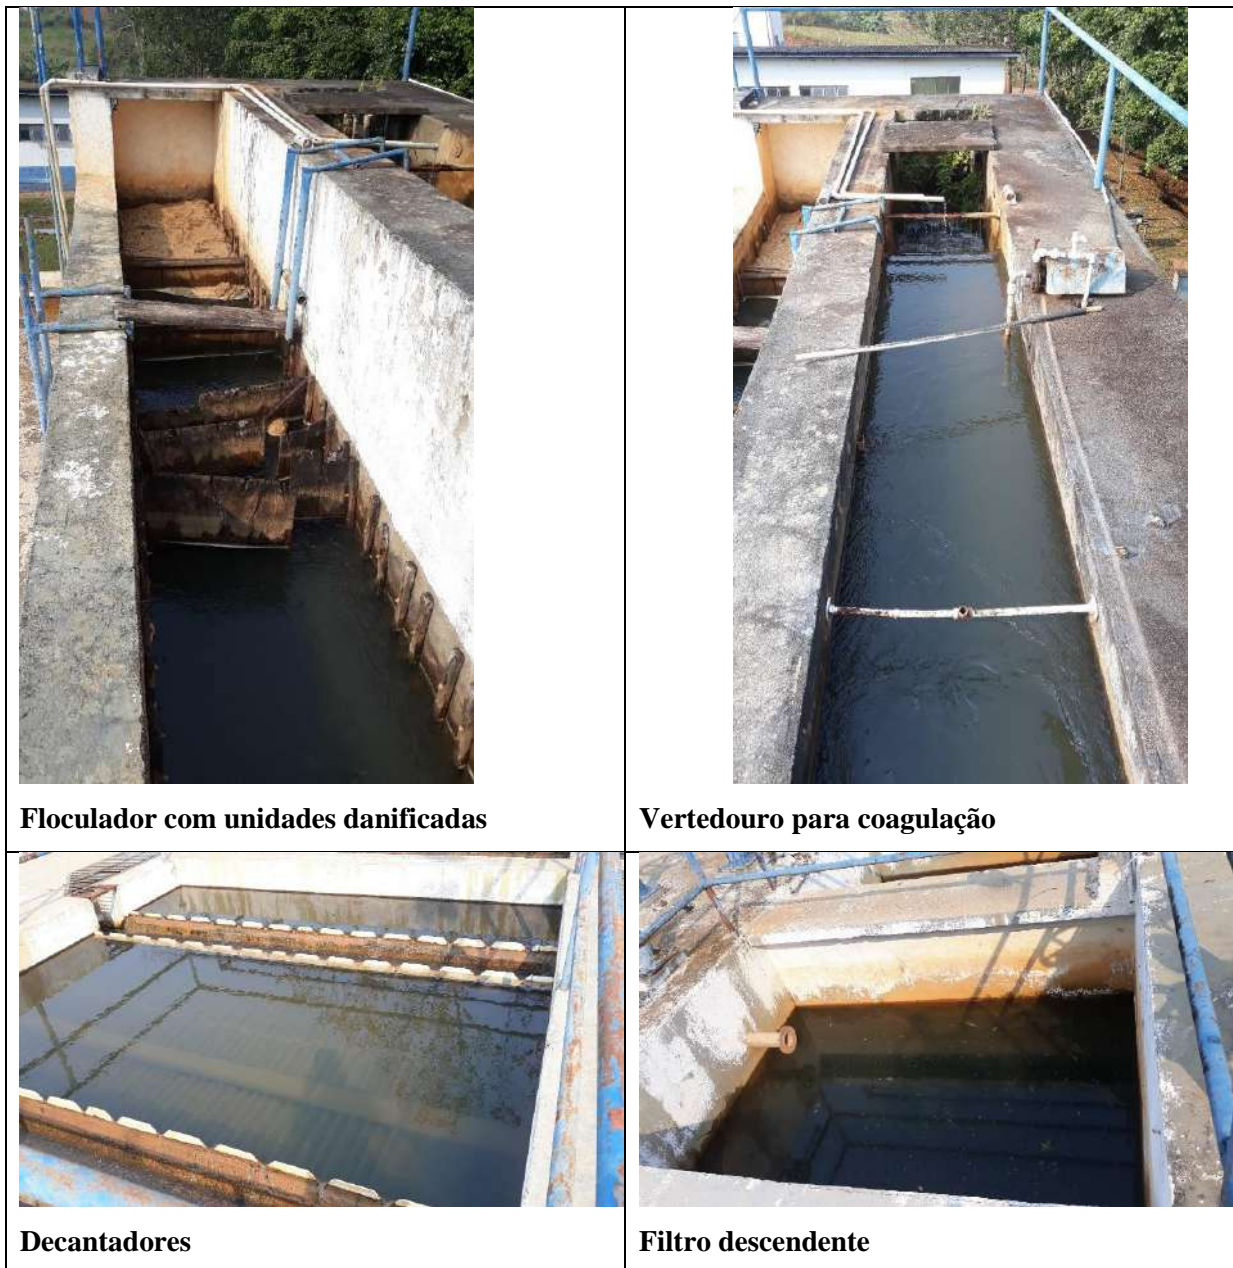 Floculador com unidades danificadas
Vertedouro para coagulação
Decantadores
Filtro descendente